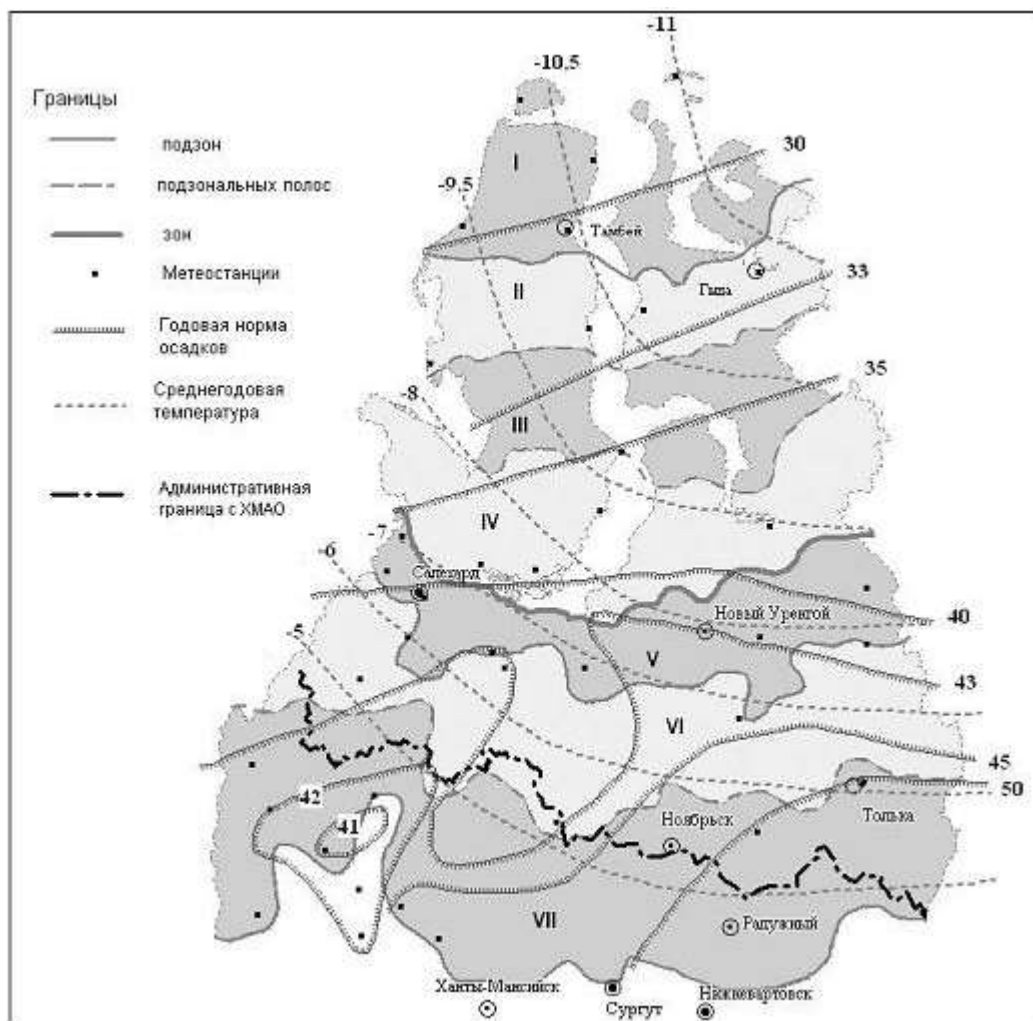 Границы
подзон
подзональных полос
зон
Метеостанции
Годовая норма
осадков
Среднегодовая
температура
Административная
граница с ХМАО
-11
-10,5
-9,5
-8
-7
-6
-5
30
33
35
40
43
45
50
42
41
I
II
III
IV
V
VI
VII
Тамбей
Гыда
Салехард
Новый Уренгой
Ноябрьск
Толька
Радужный
Ханты-Мансийск
Сургут
Нижневартовск